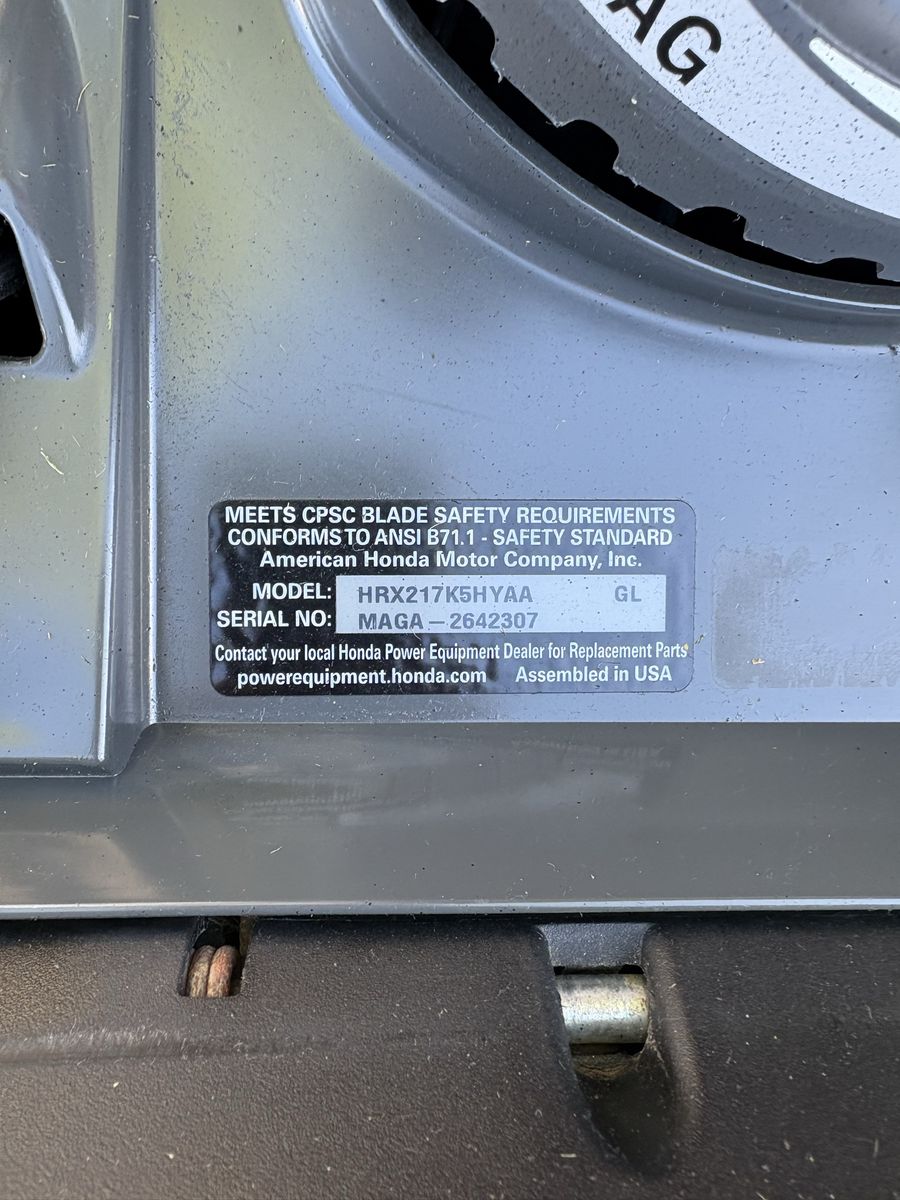 AG
MEETS CPSC BLADE SAFETY REQUIREMENTS
CONFORMS TO ANSI B71.1 - SAFETY STANDARD
American Honda Motor Company, Inc.
MODEL: HRX217K5HYAA GL
SERIAL NO: MAGA-2642307
Contact your local Honda Power Equipment Dealer for Replacement Parts
powerequipment.honda.com Assembled in USA